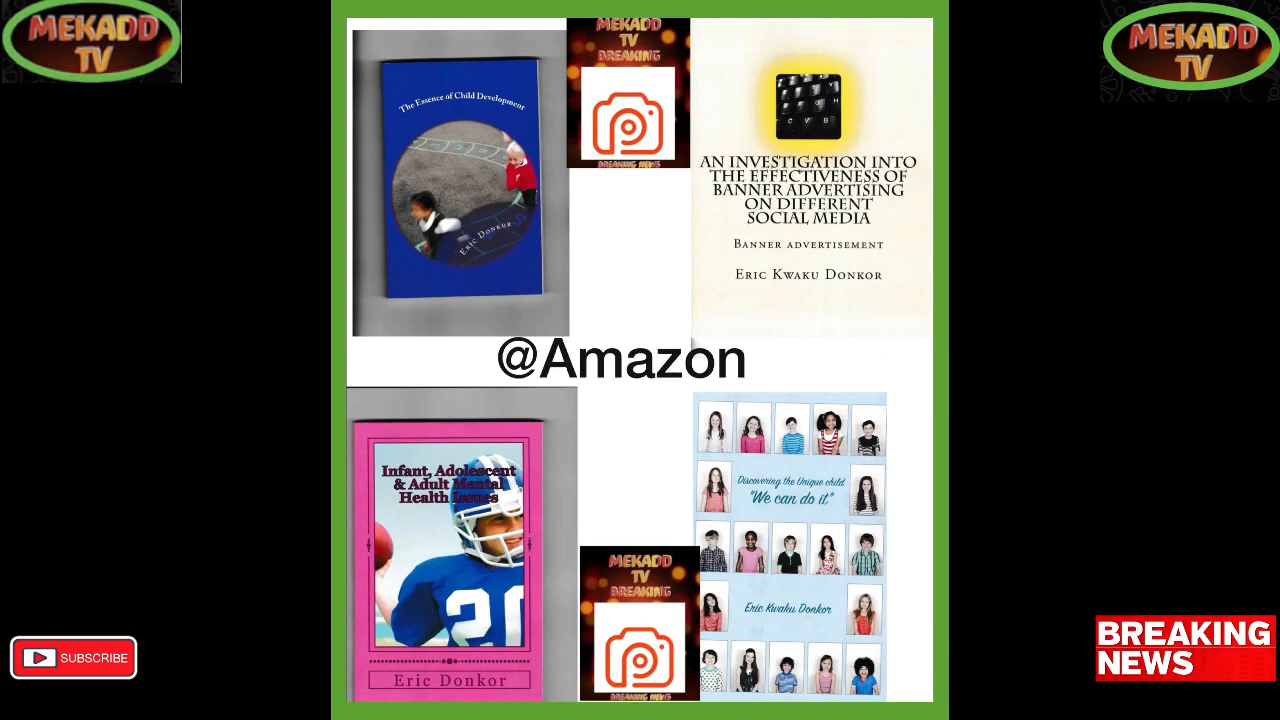 MEKADD
TV
MEKADD
TV
The Essence of Child Development
ERIC DONKOR
MEKADD
TV
BREAKING
BREAKING NEWS
Y
G H
C V B
AN INVESTIGATION INTO
THE EFFECTIVENESS OF
BANNER ADVERTISING
ON DIFFERENT
SOCIAL MEDIA
BANNER ADVERTISEMENT
ERIC KWAKU DONKOR
@Amazon
Infant, Adolescent
& Adult Mental
Health Issues
20
Eric Donkor
MEKADD
TV
BREAKING
BREAKING NEWS
Discovering the Unique child
"We can do it"
Eric Kwaku Donkor
SUBSCRIBE
BREAKING
NEWS